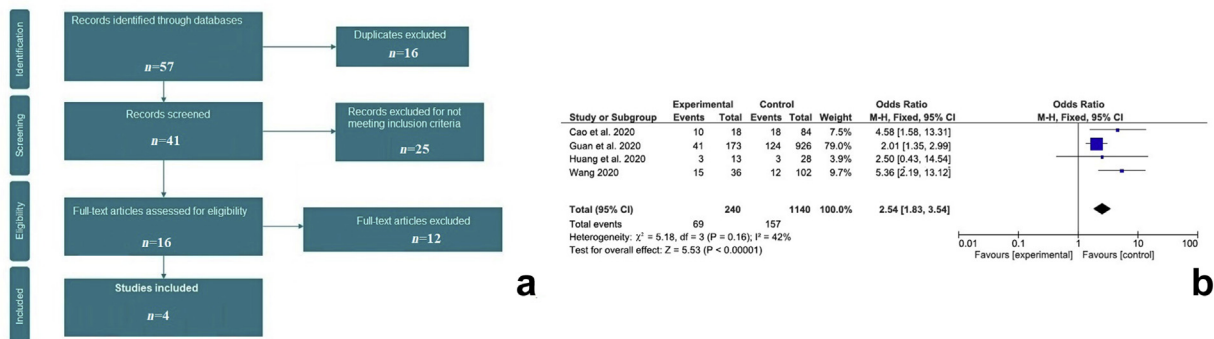 Identification
Records identified through databases
n=57
Duplicates excluded
n=16
Screening
Records screened
n=41
Records excluded for not
meeting inclusion criteria
n=25
Eligibility
Full-text articles assessed for eligibility
n=16
Full-text articles excluded
n=12
Included
Studies included
n=4
a
Experimental Control Odds Ratio Odds Ratio
Study or Subgroup Events Total Events Total Weight M-H, Fixed, 95% CI M-H, Fixed, 95% CI
Cao et al. 2020 10 18 18 84 7.5% 4.58 [1.58, 13.31]
Guan et al. 2020 41 173 124 926 79.0% 2.01 [1.35, 2.99]
Huang et al. 2020 3 13 3 28 3.9% 2.50 [0.43, 14.54]
Wang 2020 15 36 12 102 9.7% 5.36 [2.19, 13.12]
Total (95% CI) 240 1140 100.0% 2.54 [1.83, 3.54]
Total events 69 157
Heterogeneity: χ² = 5.18, df = 3 (P = 0.16); I² = 42%
Test for overall effect: Z = 5.53 (P < 0.00001)
0.01 0.1 1 10 100
Favours [experimental] Favours [control]
b